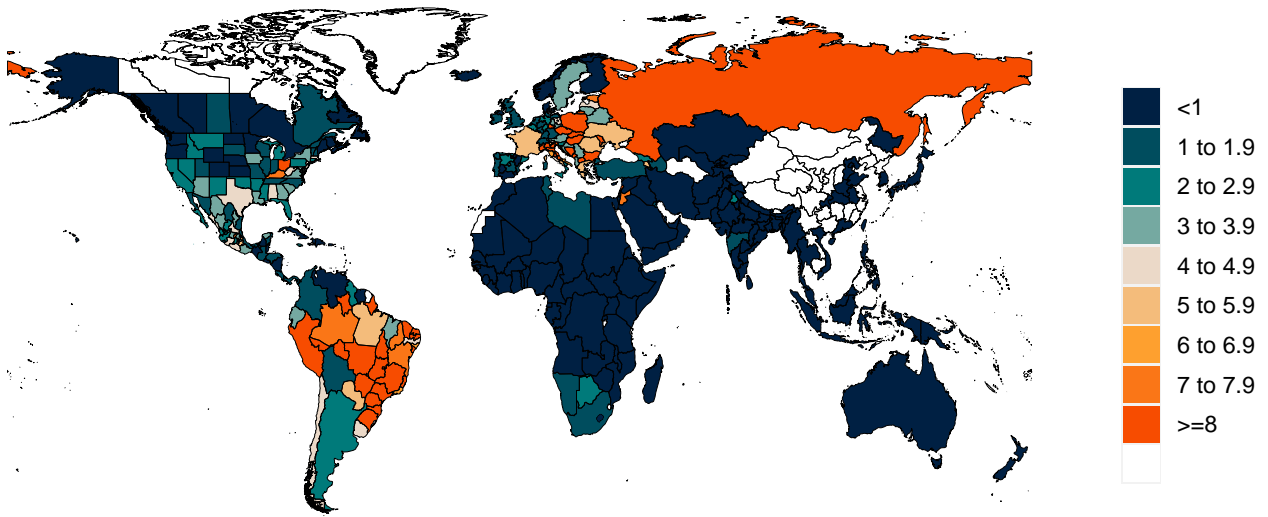 <1
1 to 1.9
2 to 2.9
3 to 3.9
4 to 4.9
5 to 5.9
6 to 6.9
7 to 7.9
>=8